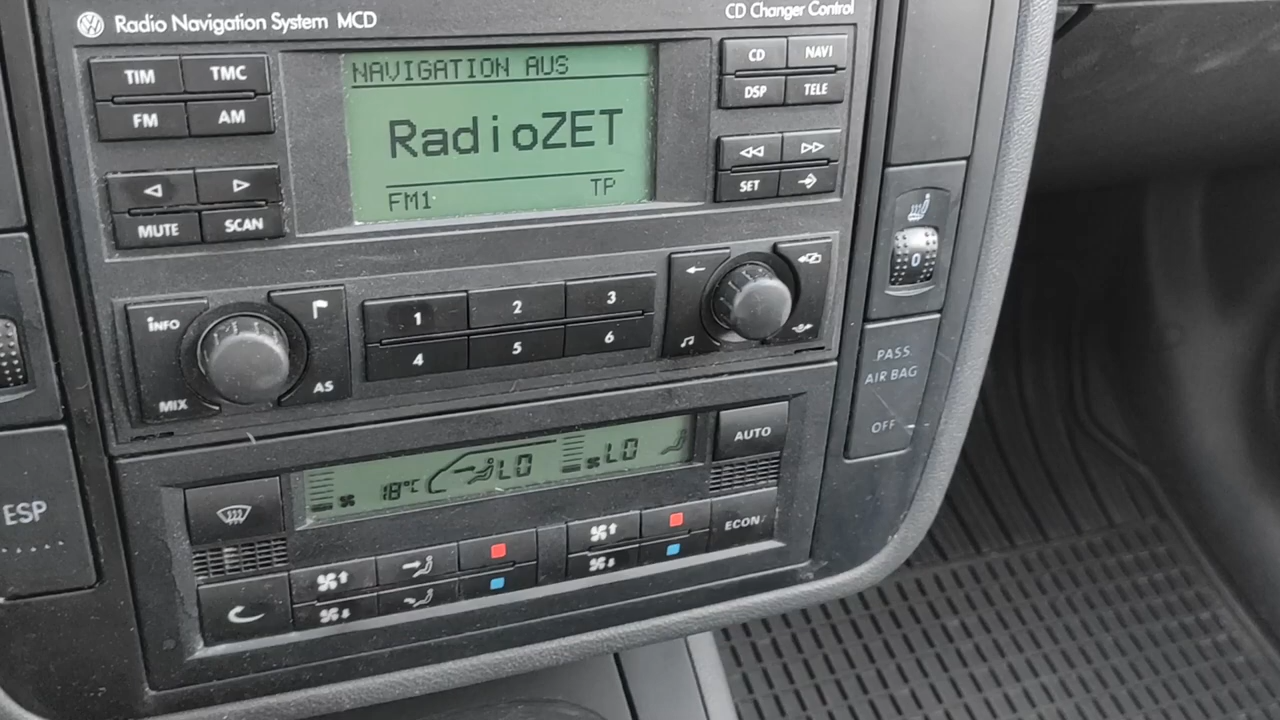 Radio Navigation System MCD
CD Changer Control
TIM
TMC
FM
AM
MUTE
SCAN
NAVIGATION AUS
RadioZET
FM1
TP
CD
NAVI
DSP
TELE
SET
0
INFO
MIX
AS
1
2
3
4
5
6
PASS.
AIR BAG
OFF
ESP
18°C
LO
LO
AUTO
ECON